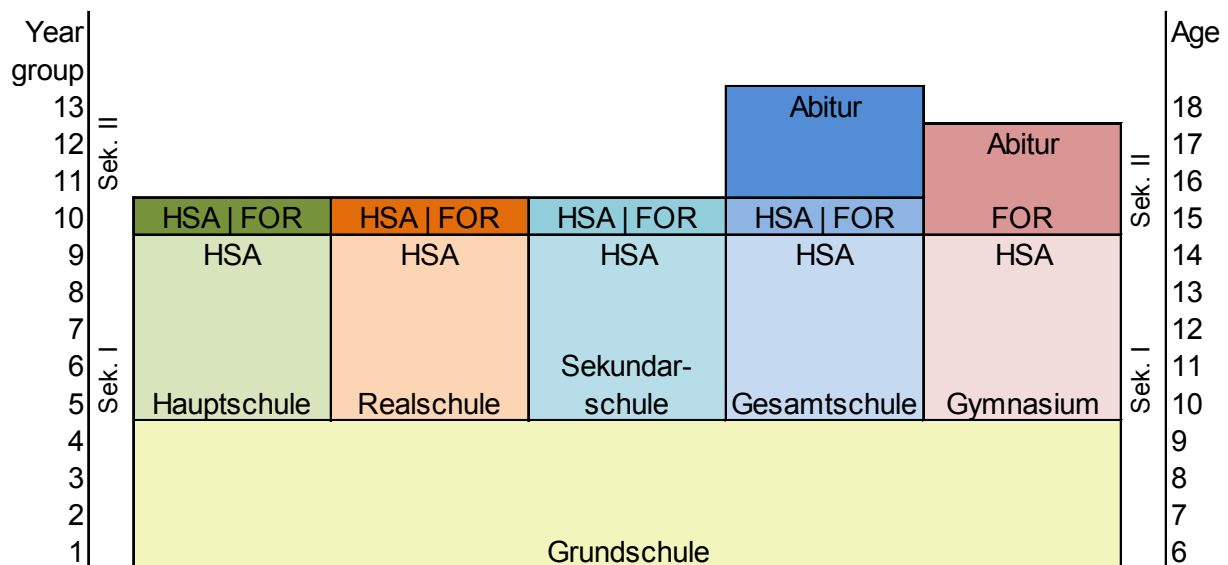 Year Age
group
13 Abitur 18
12 Abitur 17
11 16
Sek. II Sek. II
10 HSA | FOR HSA | FOR HSA | FOR HSA | FOR FOR 15
9 HSA HSA HSA HSA HSA 14
8 13
7 12
6 Sekundar- 11
5 Hauptschule Realschule schule Gesamtschule Gymnasium 10
Sek. I Sek. I
4 9
3 8
2 7
1 Grundschule 6